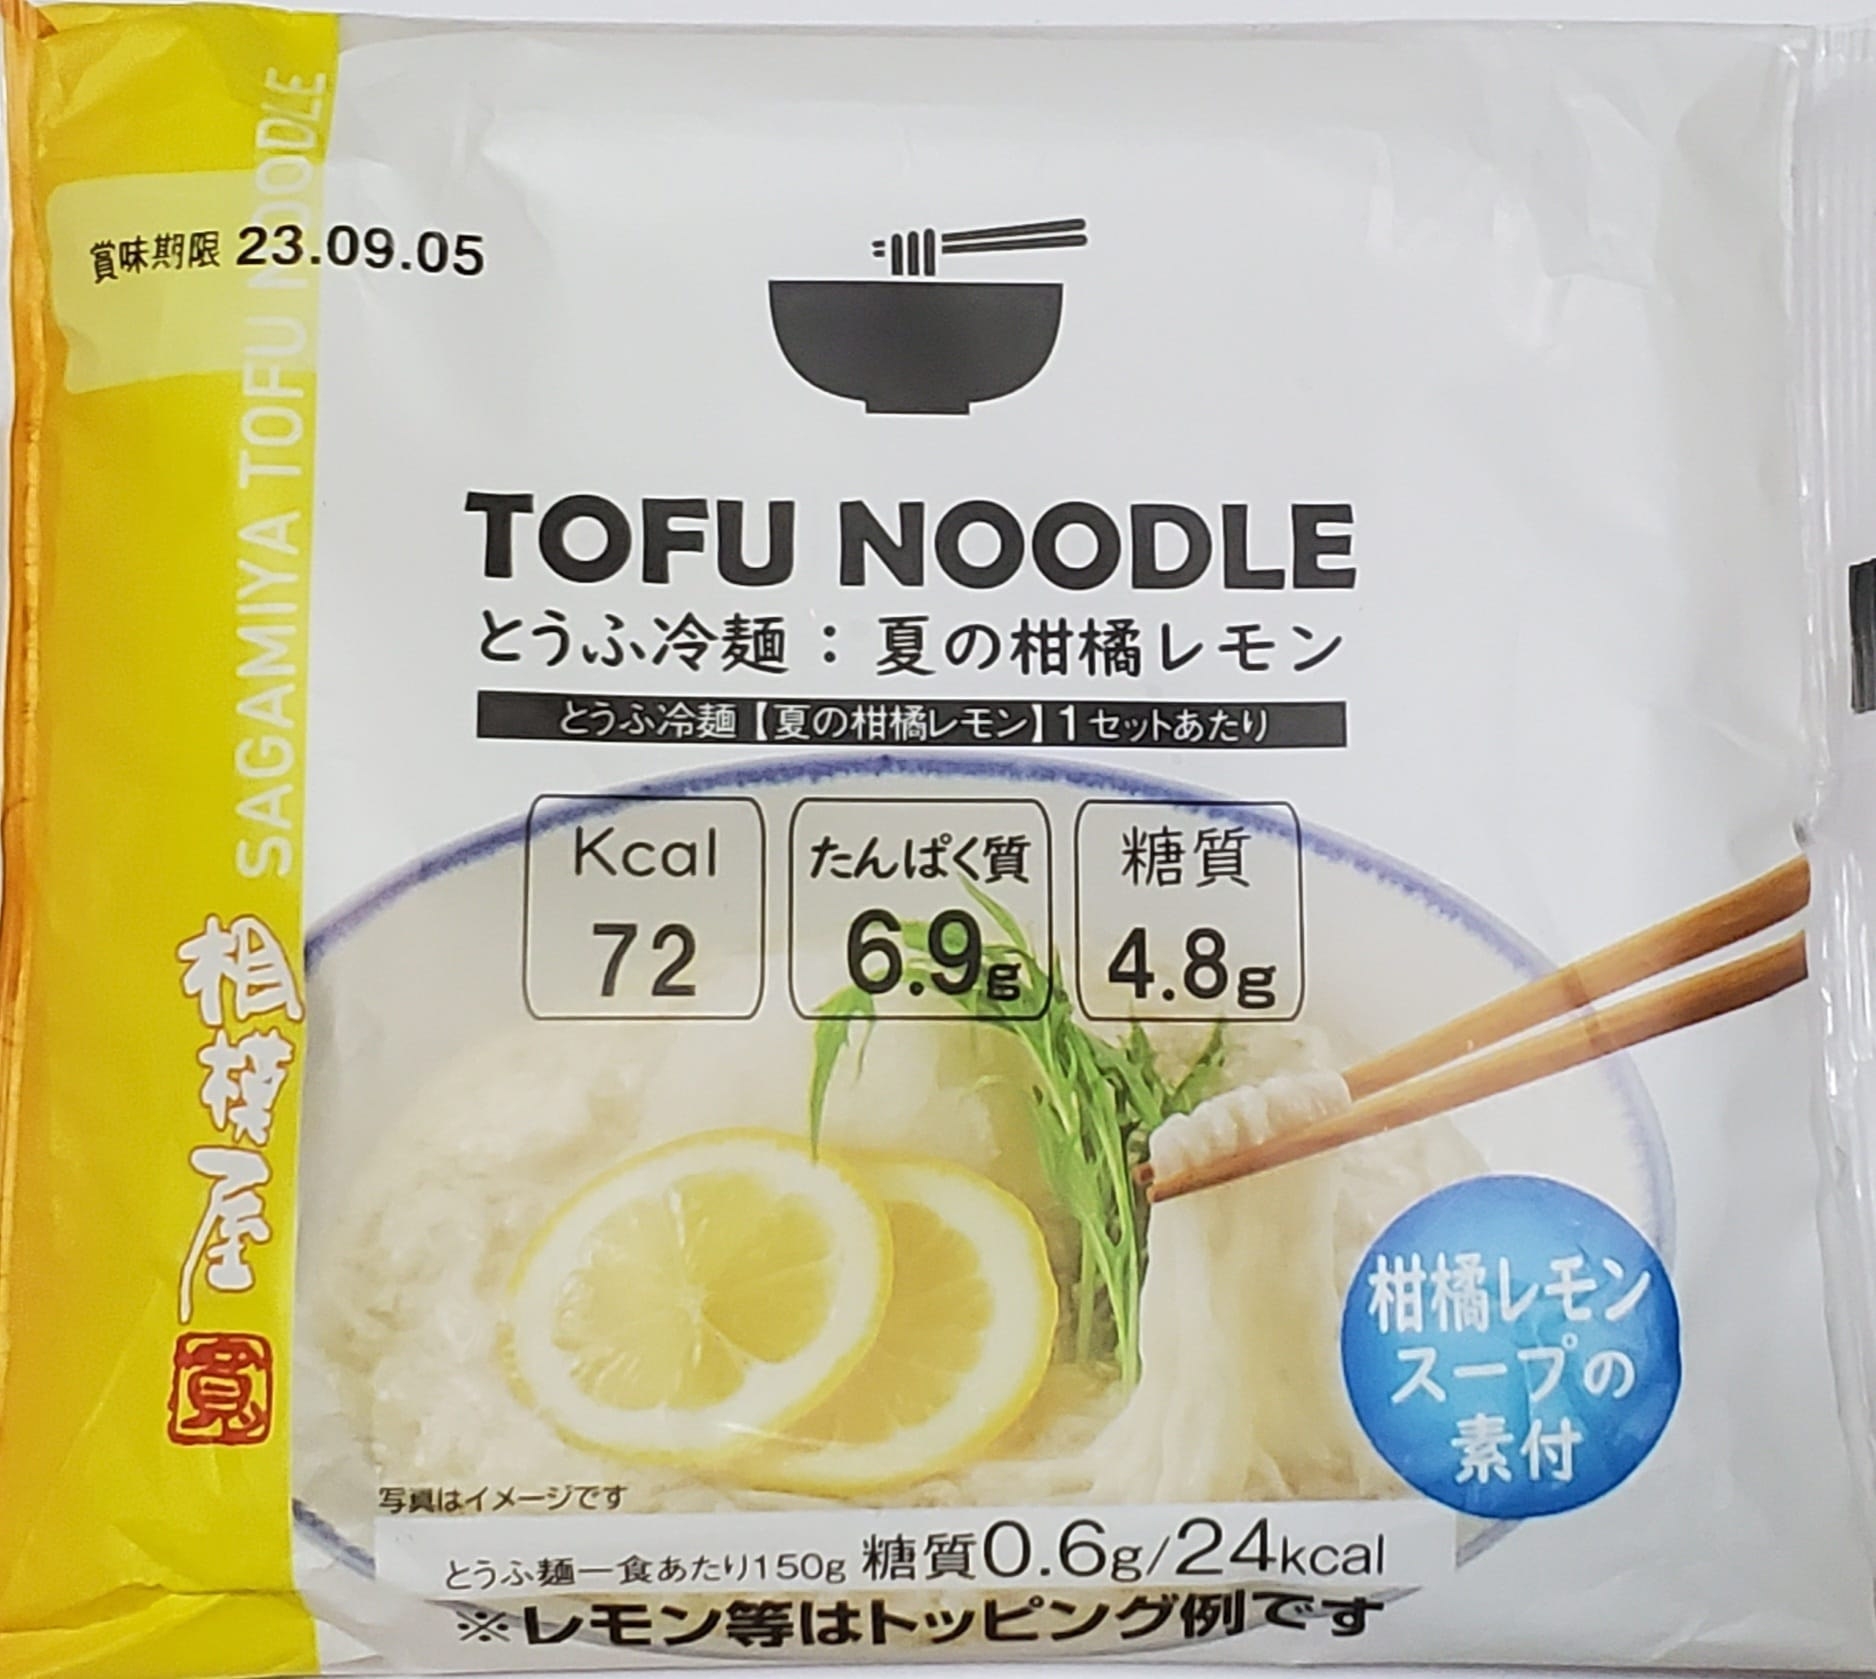 賞味期限 23.09.05
SAGAMIYA TOFU NOODLE
相模屋
TOFU NOODLE
とうふ冷麺：夏の柑橘レモン
とうふ冷麺【夏の柑橘レモン】1セットあたり
Kcal
72
たんぱく質
6.9g
糖質
4.8g
柑橘レモン
スープの
素付
写真はイメージです
とうふ麺一食あたり150g 糖質0.6g/24kcal
※レモン等はトッピング例です